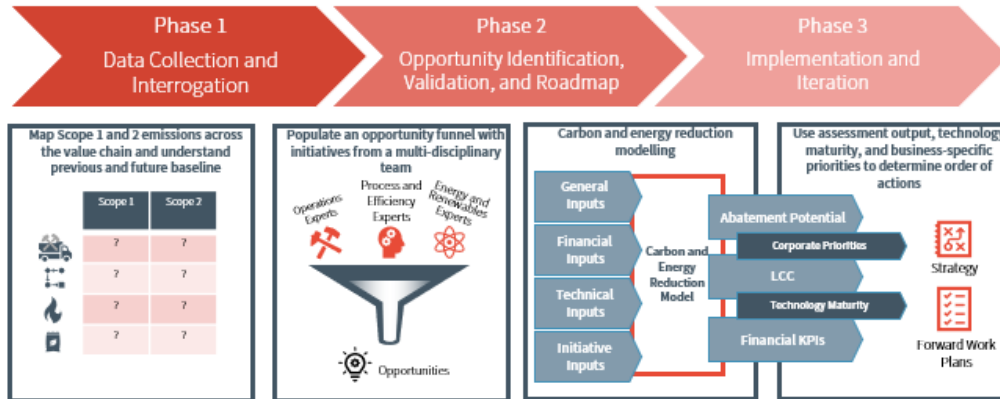 Phase 1
Data Collection and
Interrogation
Phase 2
Opportunity Identification,
Validation, and Roadmap
Phase 3
Implementation and
Iteration
Map Scope 1 and 2 emissions across
the value chain and understand
previous and future baseline
Scope 1
Scope 2
?
?
?
?
?
?
?
?
Populate an opportunity funnel with
initiatives from a multi-disciplinary
team
Operations
Experts
Process and
Efficiency
Experts
Energy and
Renewables
Experts
Opportunities
Carbon and energy reduction
modelling
General
Inputs
Financial
Inputs
Technical
Inputs
Initiative
Inputs
Carbon and
Energy
Reduction
Model
Use assessment output, technology
maturity, and business-specific
priorities to determine order of
actions
Abatement Potential
Corporate Priorities
LCC
Technology Maturity
Financial KPIs
Strategy
Forward Work
Plans